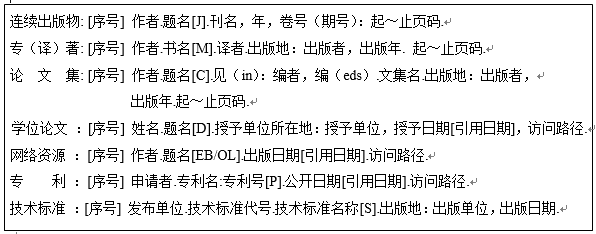 连续出版物: [序号] 作者.题名[J].刊名，年，卷号（期号）：起～止页码.
专（译）著: [序号] 作者.书名[M].译者.出版地：出版者，出版年. 起～止页码.
论 文 集: [序号] 作者.题名[C].见（in）：编者，编（eds）.文集名.出版地：出版者，
出版年.起～止页码.
学位论文 ：[序号] 姓名.题名[D].授予单位所在地：授予单位，授予日期[引用日期]，访问路径.
网络资源 ：[序号] 作者.题名[EB/OL].出版日期[引用日期].访问路径.
专 利 ：[序号] 申请者.专利名:专利号[P].公开日期[引用日期].访问路径.
技术标准 ：[序号] 发布单位.技术标准代号.技术标准名称[S].出版地：出版单位，出版日期.